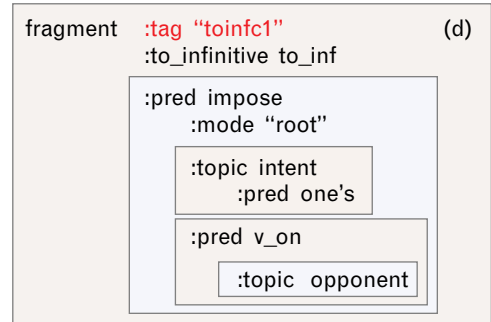 fragment :tag “toinfc1” (d)
:to_infinitive to_inf
:pred impose
:mode “root”
:topic intent
:pred one's
:pred v_on
:topic opponent